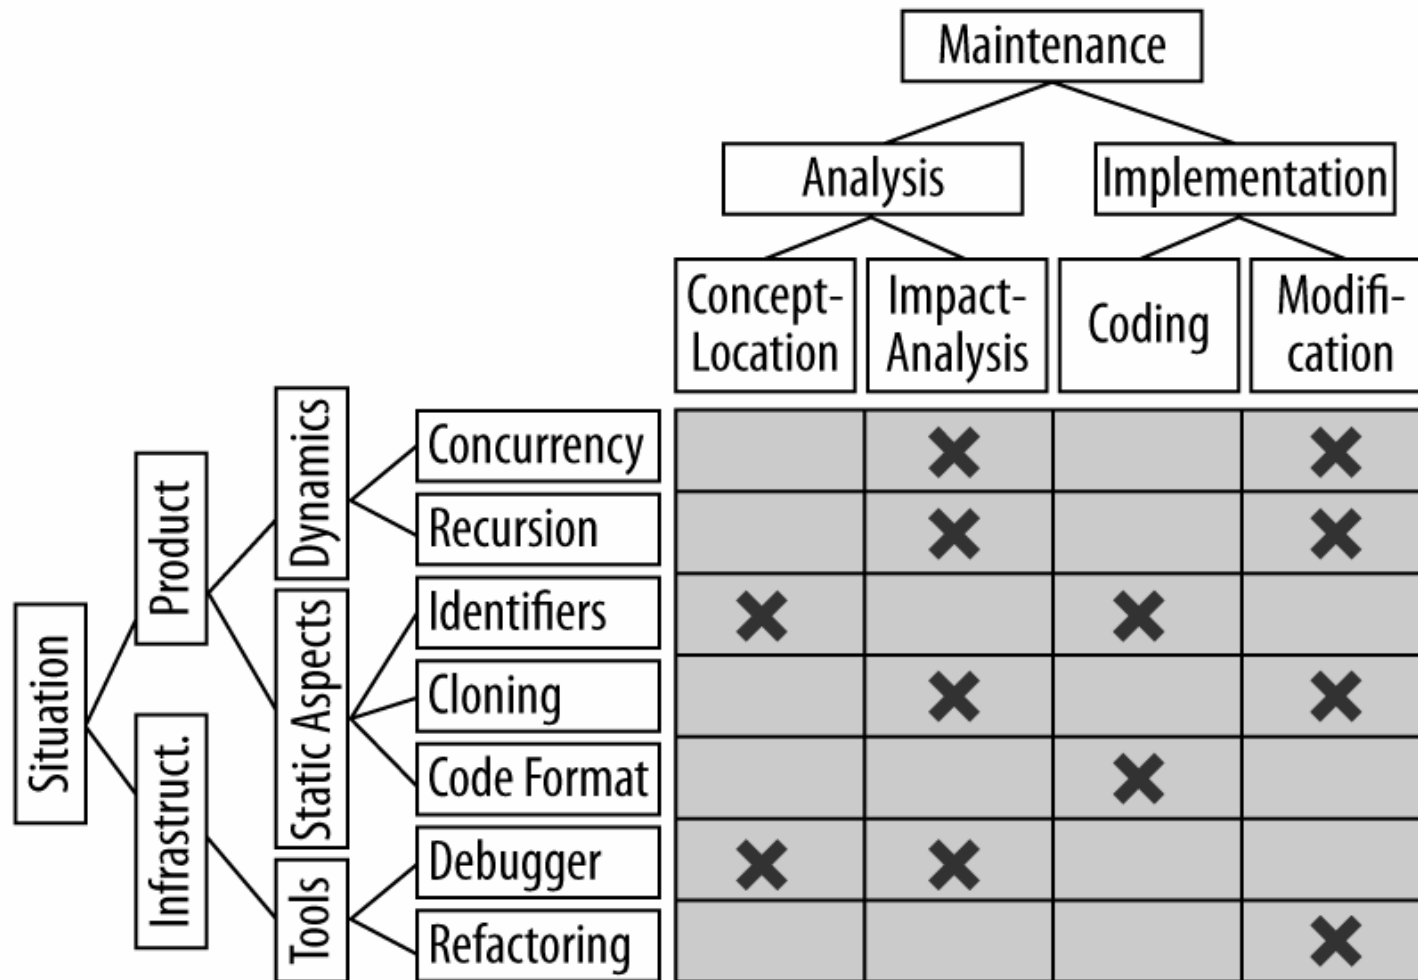 Maintenance
Analysis
Implementation
Concept-
Location
Impact-
Analysis
Coding
Modifi-
cation
Situation
Product
Infrastruct.
Dynamics
Static Aspects
Tools
Concurrency
Recursion
Identifiers
Cloning
Code Format
Debugger
Refactoring